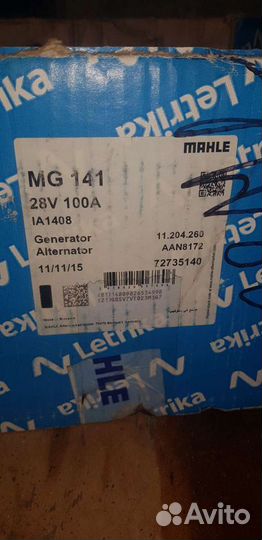 Letrika
MAHLE
MG 141
28V 100A
IA1408
Generator 11.204.260
Alternator AAN8172
11/11/15 72735140
HLE
Letrika
Letrika
Avito